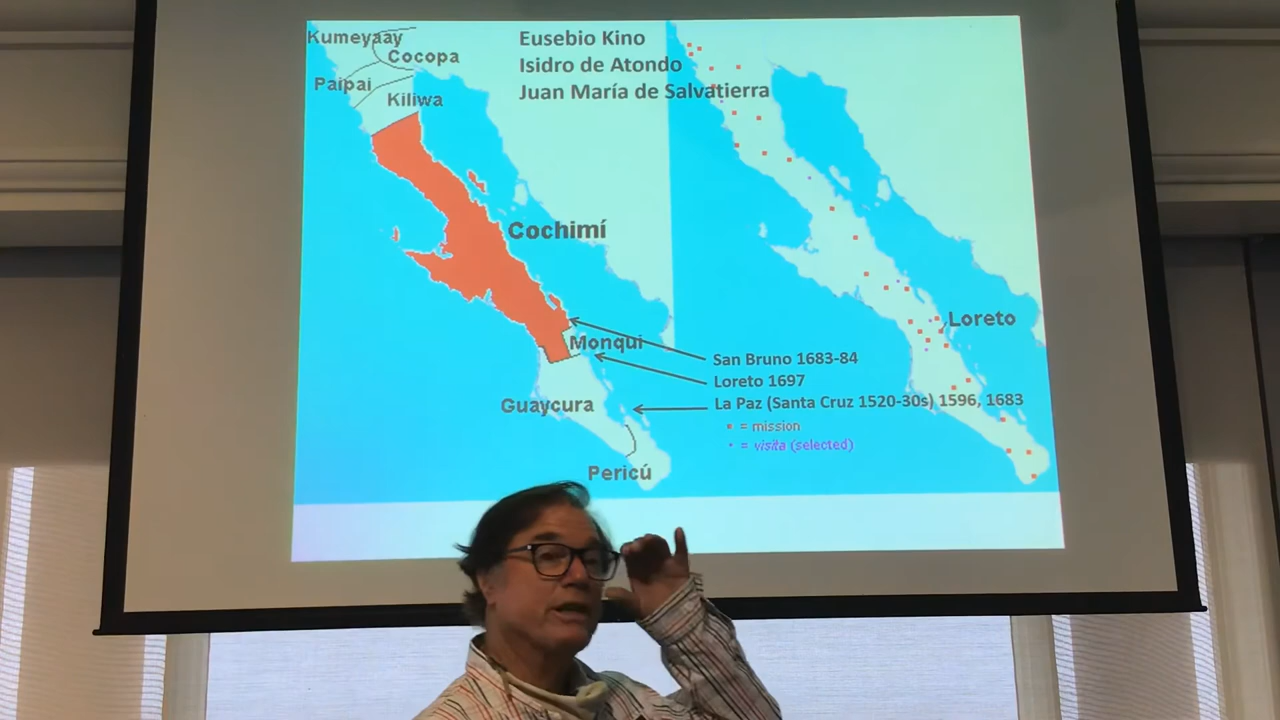 Kumeyaay
Cocopa
Paipai
Kiliwa
Eusebio Kino
Isidro de Atondo
Juan María de Salvatierra
Cochimí
Loreto
Monqui
San Bruno 1683-84
Loreto 1697
La Paz (Santa Cruz 1520-30s) 1596, 1683
Guaycura
= mission
= visita (selected)
Pericú